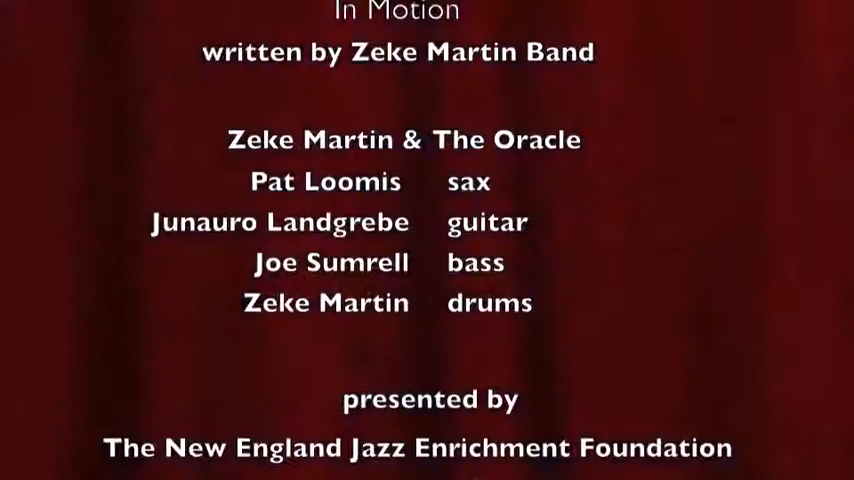 In Motion
written by Zeke Martin Band
Zeke Martin & The Oracle
Pat Loomis sax
Junauro Landgrebe guitar
Joe Sumrell bass
Zeke Martin drums
presented by
The New England Jazz Enrichment Foundation